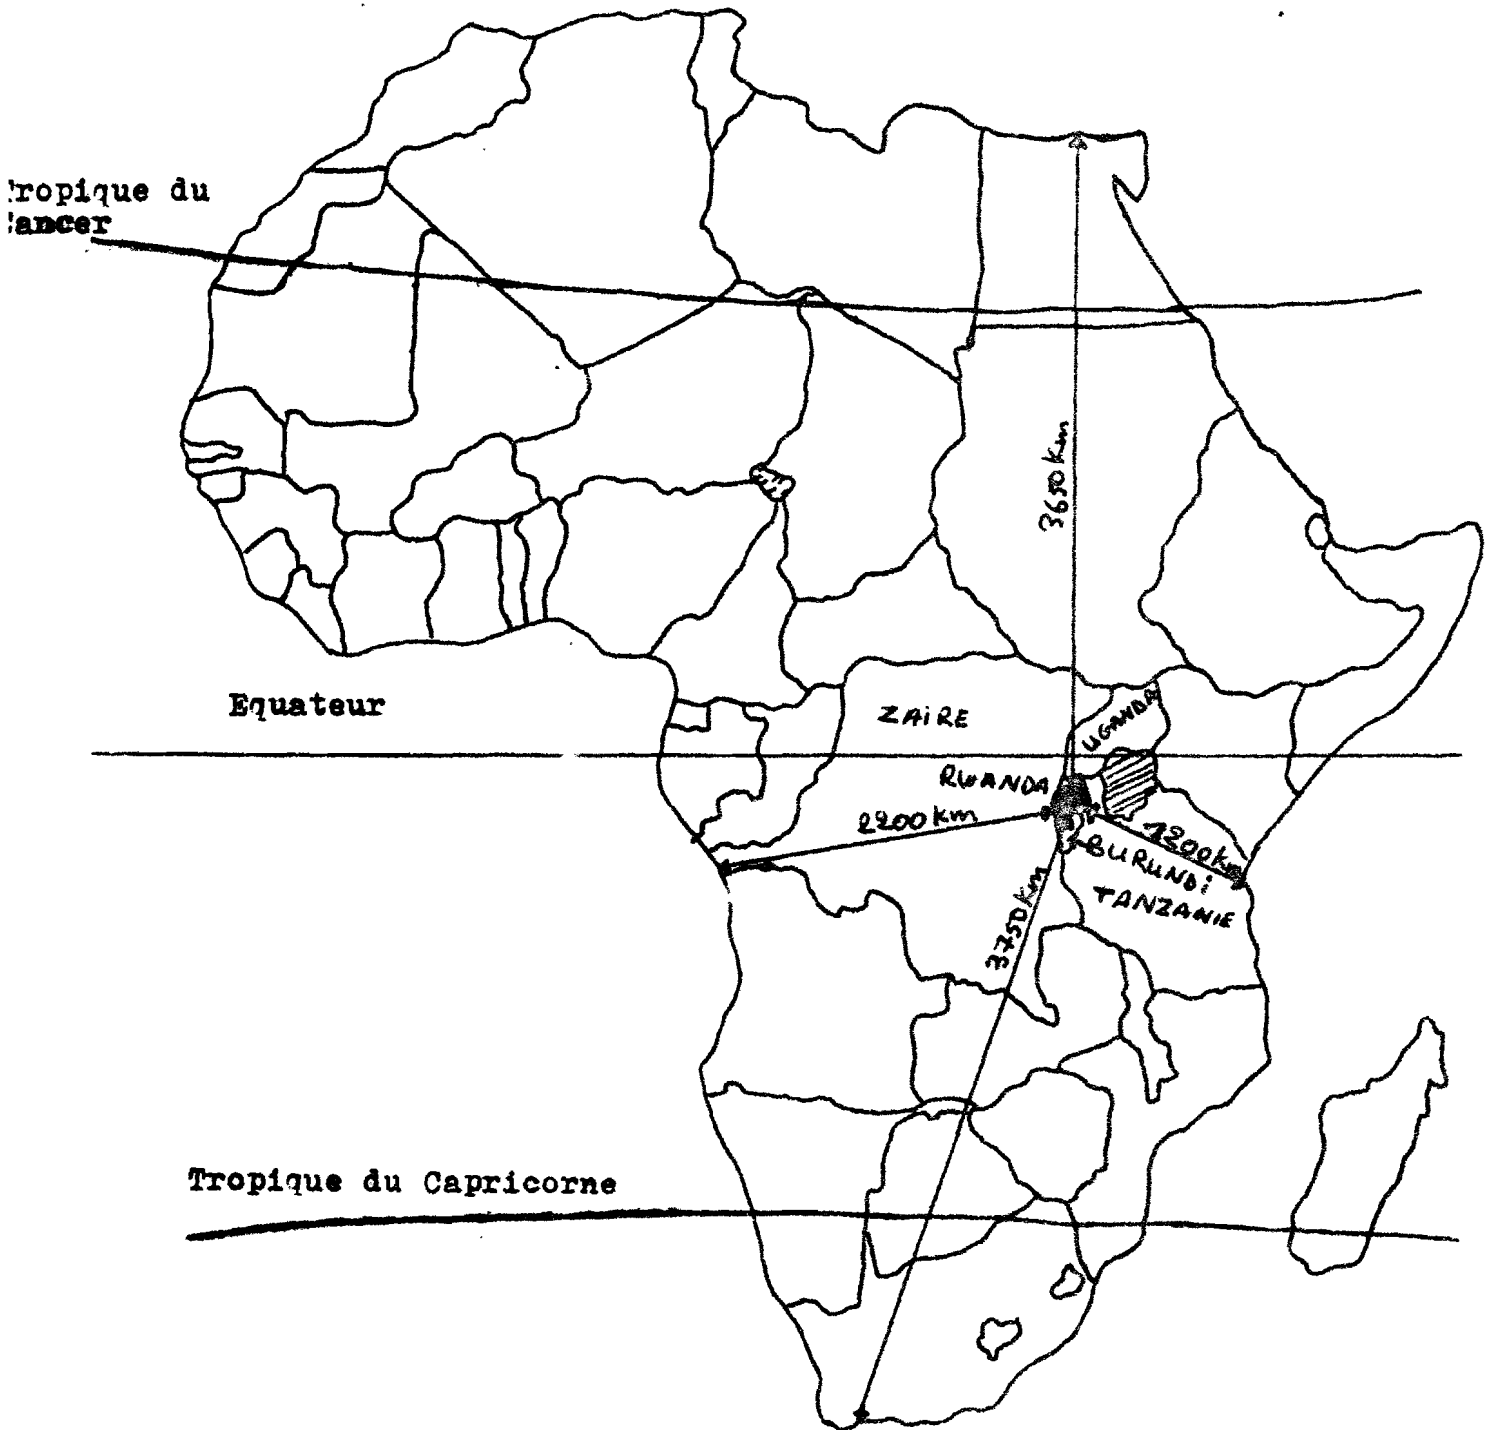 ropique du
ancer
3650 km
Equateur
ZAIRE
UGANDA
RWANDA
2200 km
1200 km
BURUNDI
TANZANIE
3750 km
Tropique du Capricorne